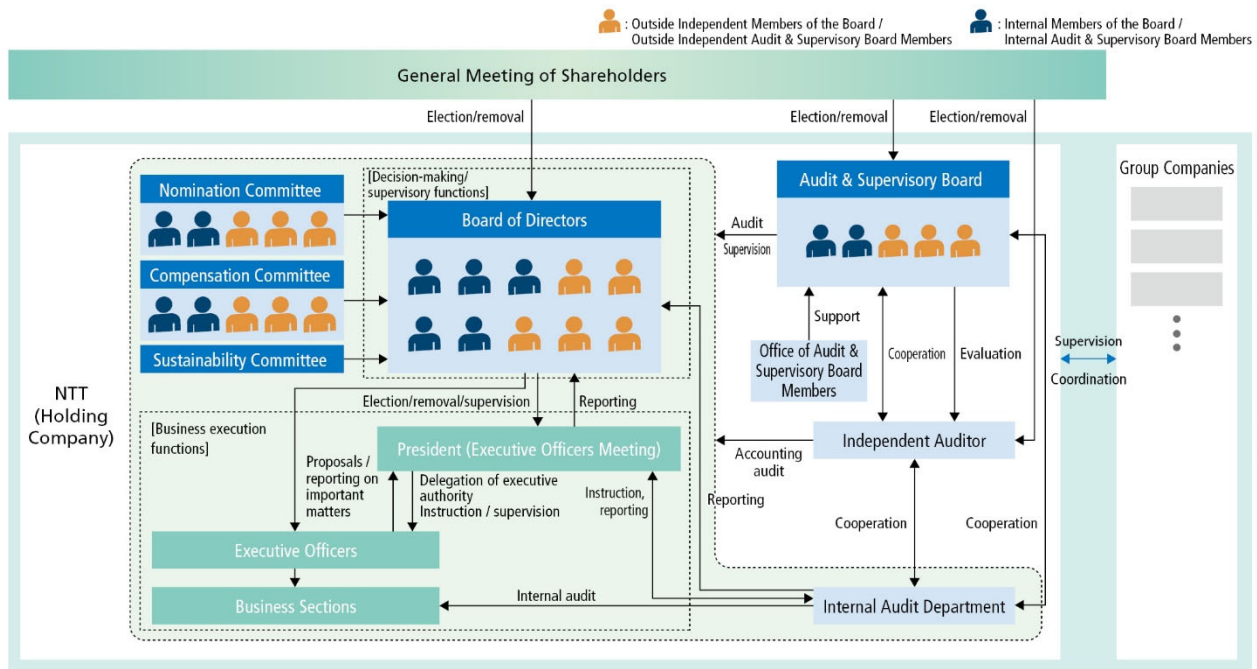 : Outside Independent Members of the Board /
Outside Independent Audit & Supervisory Board Members
: Internal Members of the Board /
Internal Audit & Supervisory Board Members
General Meeting of Shareholders
Election/removal
Election/removal
Election/removal
NTT
(Holding
Company)
Nomination Committee
Compensation Committee
Sustainability Committee
[Decision-making/
supervisory functions]
Board of Directors
Audit & Supervisory Board
Audit
Supervision
Support
Office of Audit &
Supervisory Board
Members
Cooperation
Evaluation
Group Companies
Supervision
Coordination
Election/removal/supervision
Reporting
[Business execution
functions]
President (Executive Officers Meeting)
Independent Auditor
Accounting
audit
Proposals /
reporting on
important
matters
Delegation of executive
authority
Instruction / supervision
Instruction,
reporting
Reporting
Cooperation
Cooperation
Executive Officers
Business Sections
Internal audit
Internal Audit Department